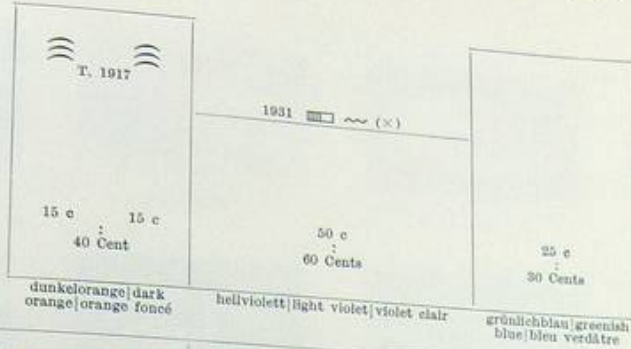 T. 1917
15 c 15 c
:
40 Cent
dunkelorange|dark
orange|orange foncé
1931 (×)
50 c
:
60 Cents
hellviolett|light violet|violet clair
25 c
:
30 Cents
grünlichblau|greenish
blue|bleu verdâtre